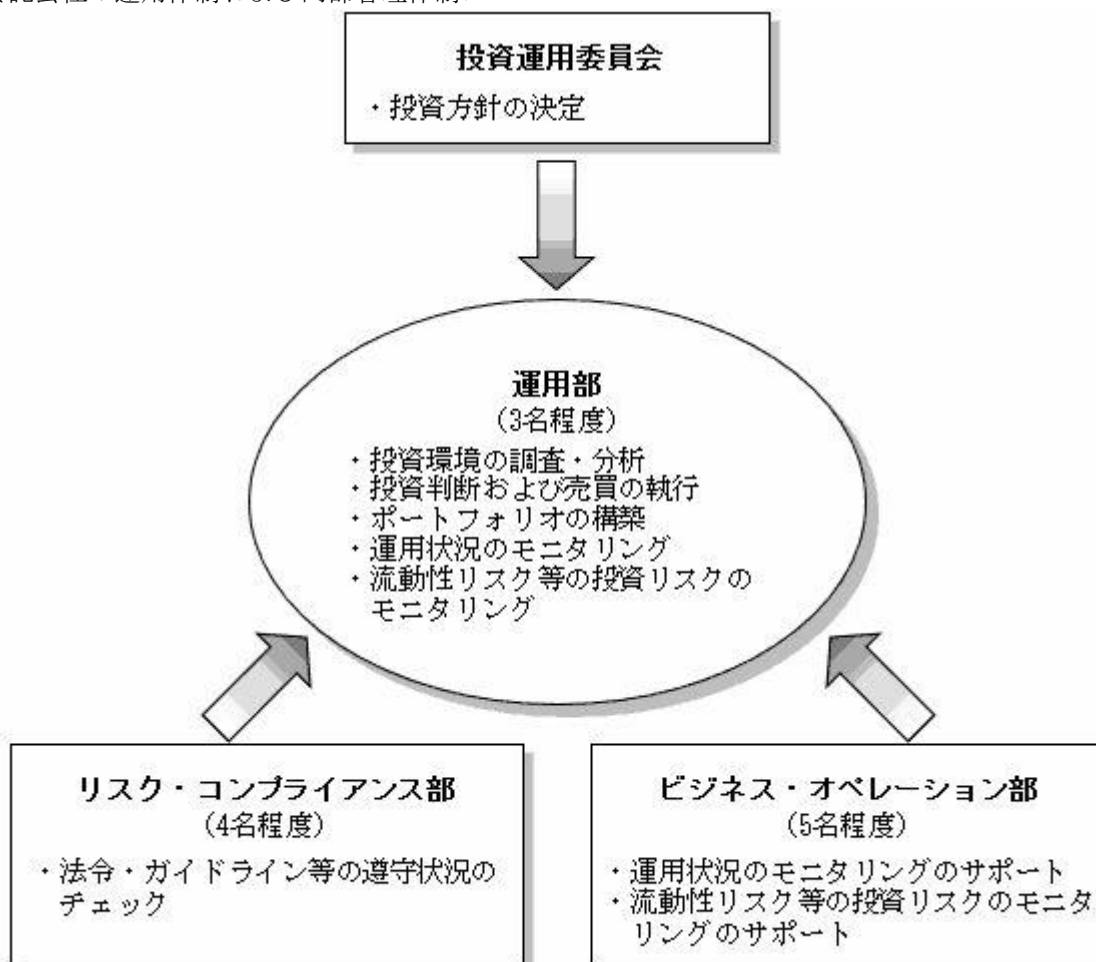 投資運用委員会
・投資方針の決定
運用部
(3名程度)
・投資環境の調査・分析
・投資判断および売買の執行
・ポートフォリオの構築
・運用状況のモニタリング
・流動性リスク等の投資リスクの
モニタリング
リスク・コンプライアンス部
(4名程度)
・法令・ガイドライン等の遵守状況の
チェック
ビジネス・オペレーション部
(5名程度)
・運用状況のモニタリングのサポート
・流動性リスク等の投資リスクのモニタ
リングのサポート